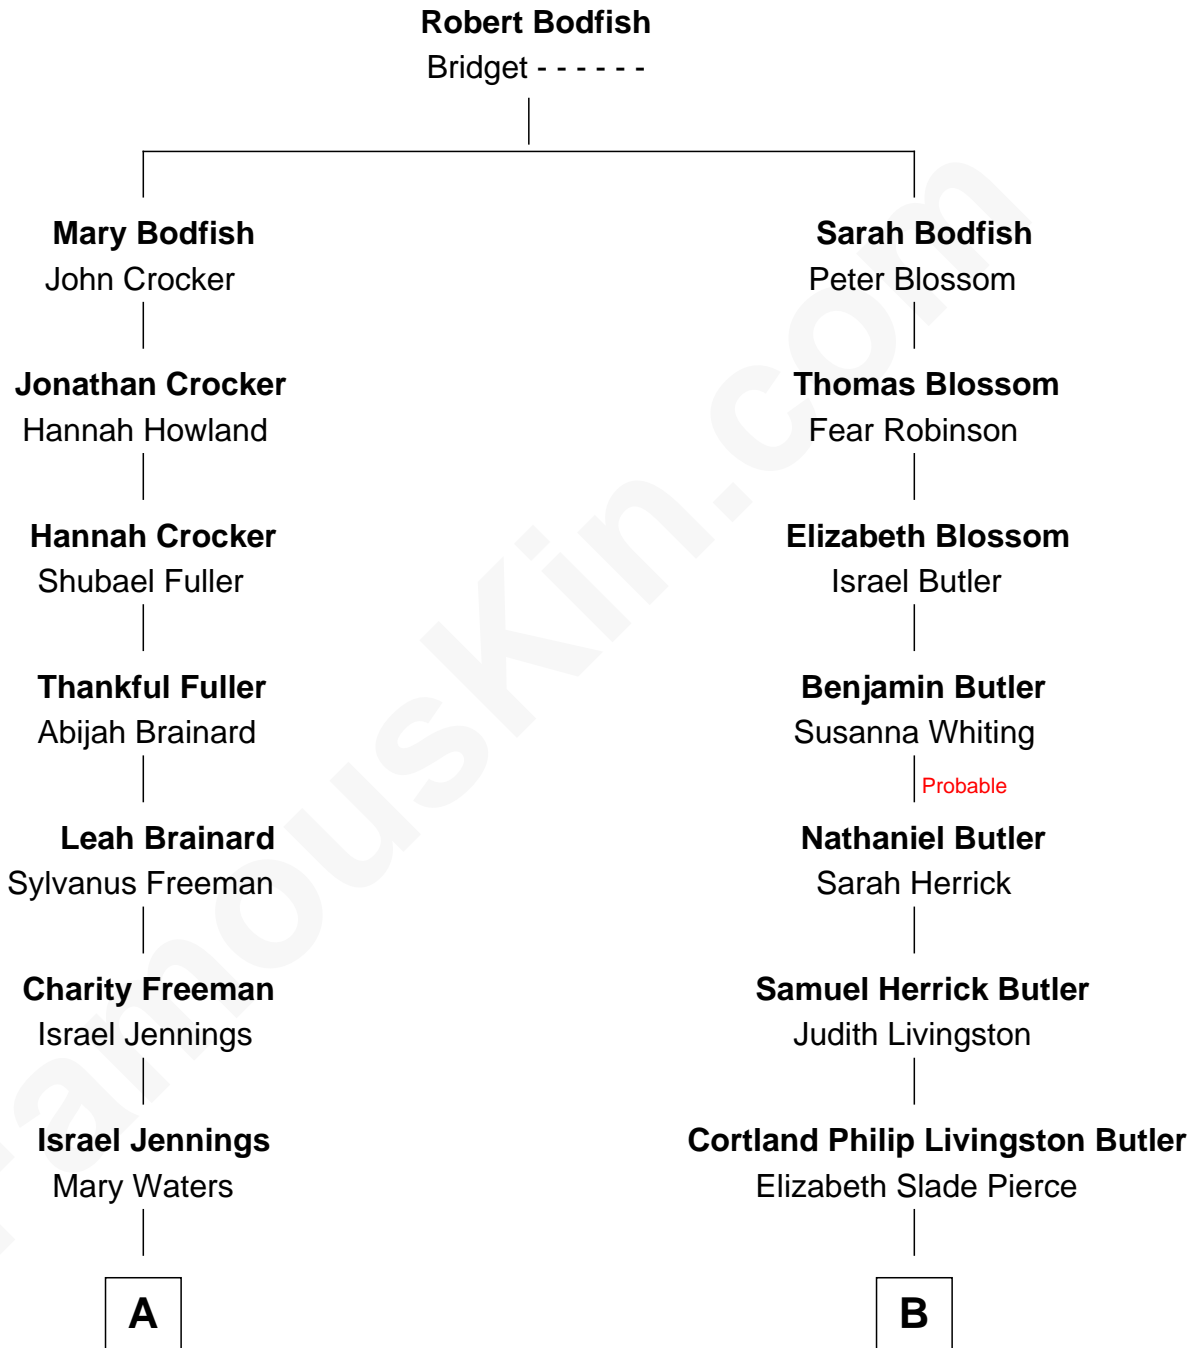 Robert Bodfish
Bridget - - - - - -
Mary Bodfish
John Crocker
Jonathan Crocker
Hannah Howland
Hannah Crocker
Shubael Fuller
Thankful Fuller
Abijah Brainard
Leah Brainard
Sylvanus Freeman
Charity Freeman
Israel Jennings
Israel Jennings
Mary Waters
A
Sarah Bodfish
Peter Blossom
Thomas Blossom
Fear Robinson
Elizabeth Blossom
Israel Butler
Benjamin Butler
Susanna Whiting
Probable
Nathaniel Butler
Sarah Herrick
Samuel Herrick Butler
Judith Livingston
Cortland Philip Livingston Butler
Elizabeth Slade Pierce
B
FamousKin.com